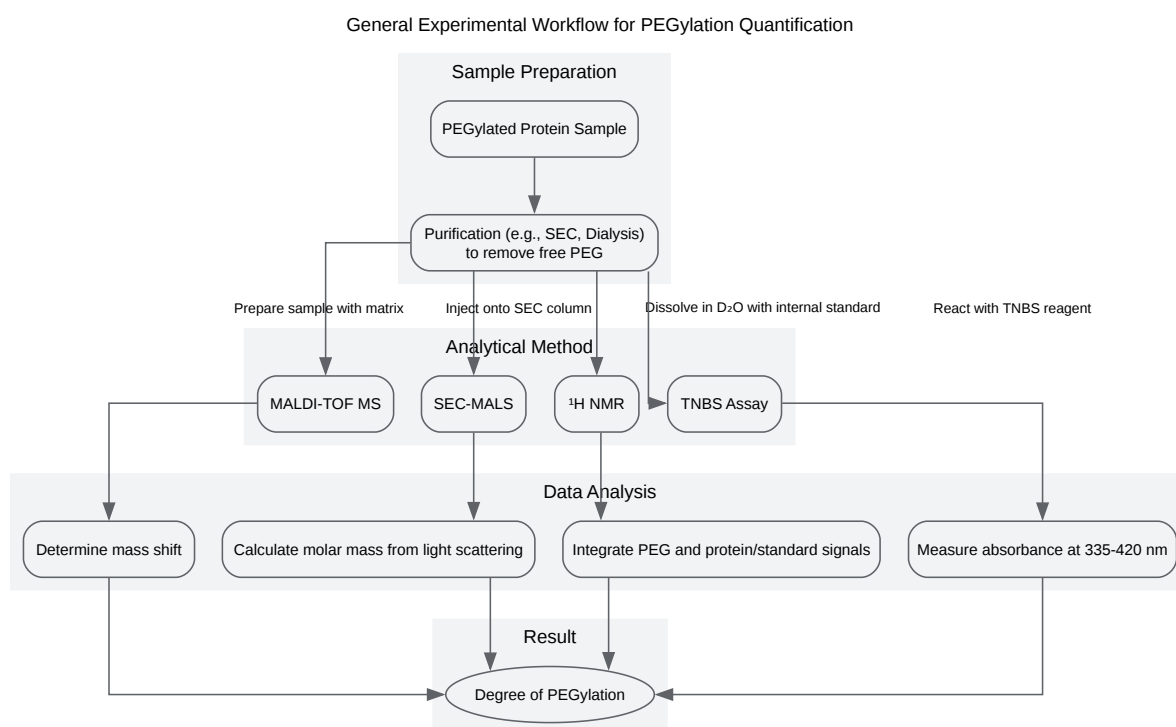 General Experimental Workflow for PEGylation Quantification
Sample Preparation
PEGylated Protein Sample
Purification (e.g., SEC, Dialysis)
to remove free PEG
Prepare sample with matrix
Inject onto SEC column
Dissolve in D₂O with internal standard
React with TNBS reagent
Analytical Method
MALDI-TOF MS
SEC-MALS
¹H NMR
TNBS Assay
Data Analysis
Determine mass shift
Calculate molar mass from light scattering
Integrate PEG and protein/standard signals
Measure absorbance at 335-420 nm
Result
Degree of PEGylation